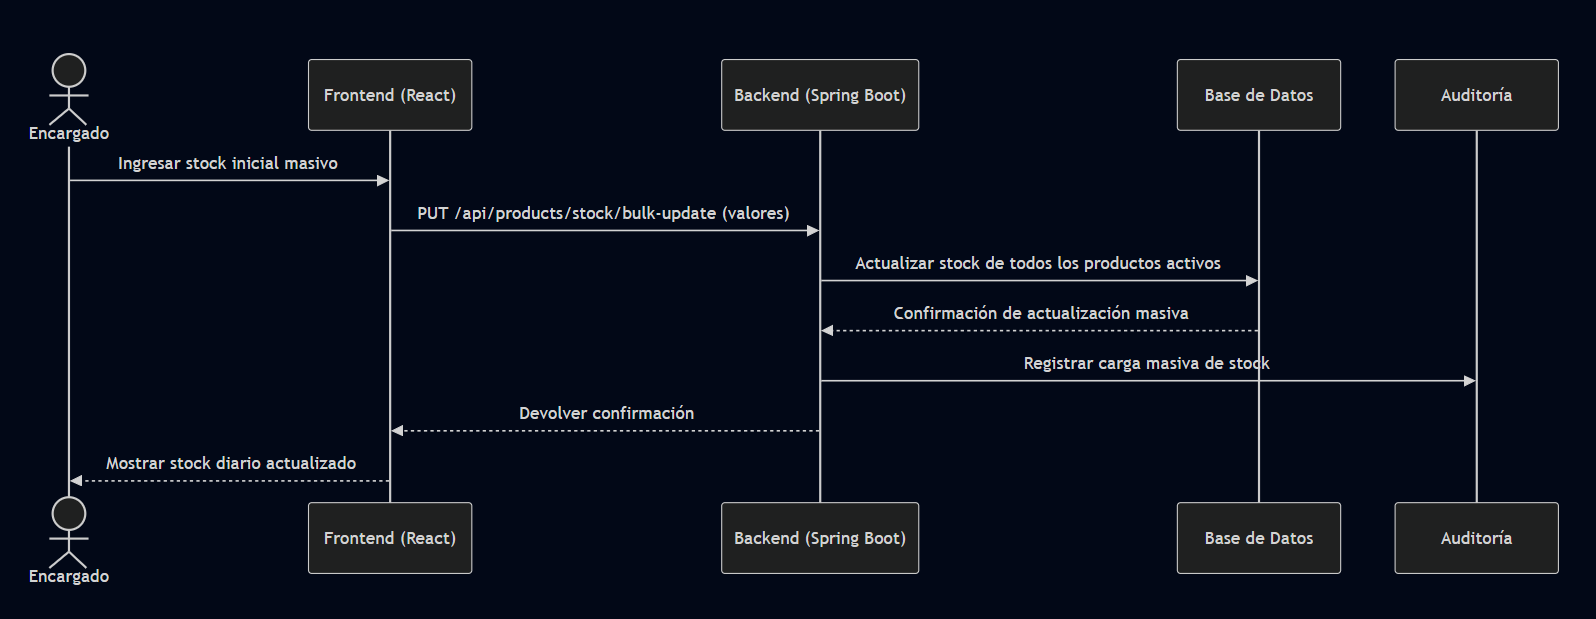 Encargado
Frontend (React)
Backend (Spring Boot)
Base de Datos
Auditoría
Ingresar stock inicial masivo
PUT /api/products/stock/bulk-update (valores)
Actualizar stock de todos los productos activos
Confirmación de actualización masiva
Registrar carga masiva de stock
Devolver confirmación
Mostrar stock diario actualizado
Encargado
Frontend (React)
Backend (Spring Boot)
Base de Datos
Auditoría